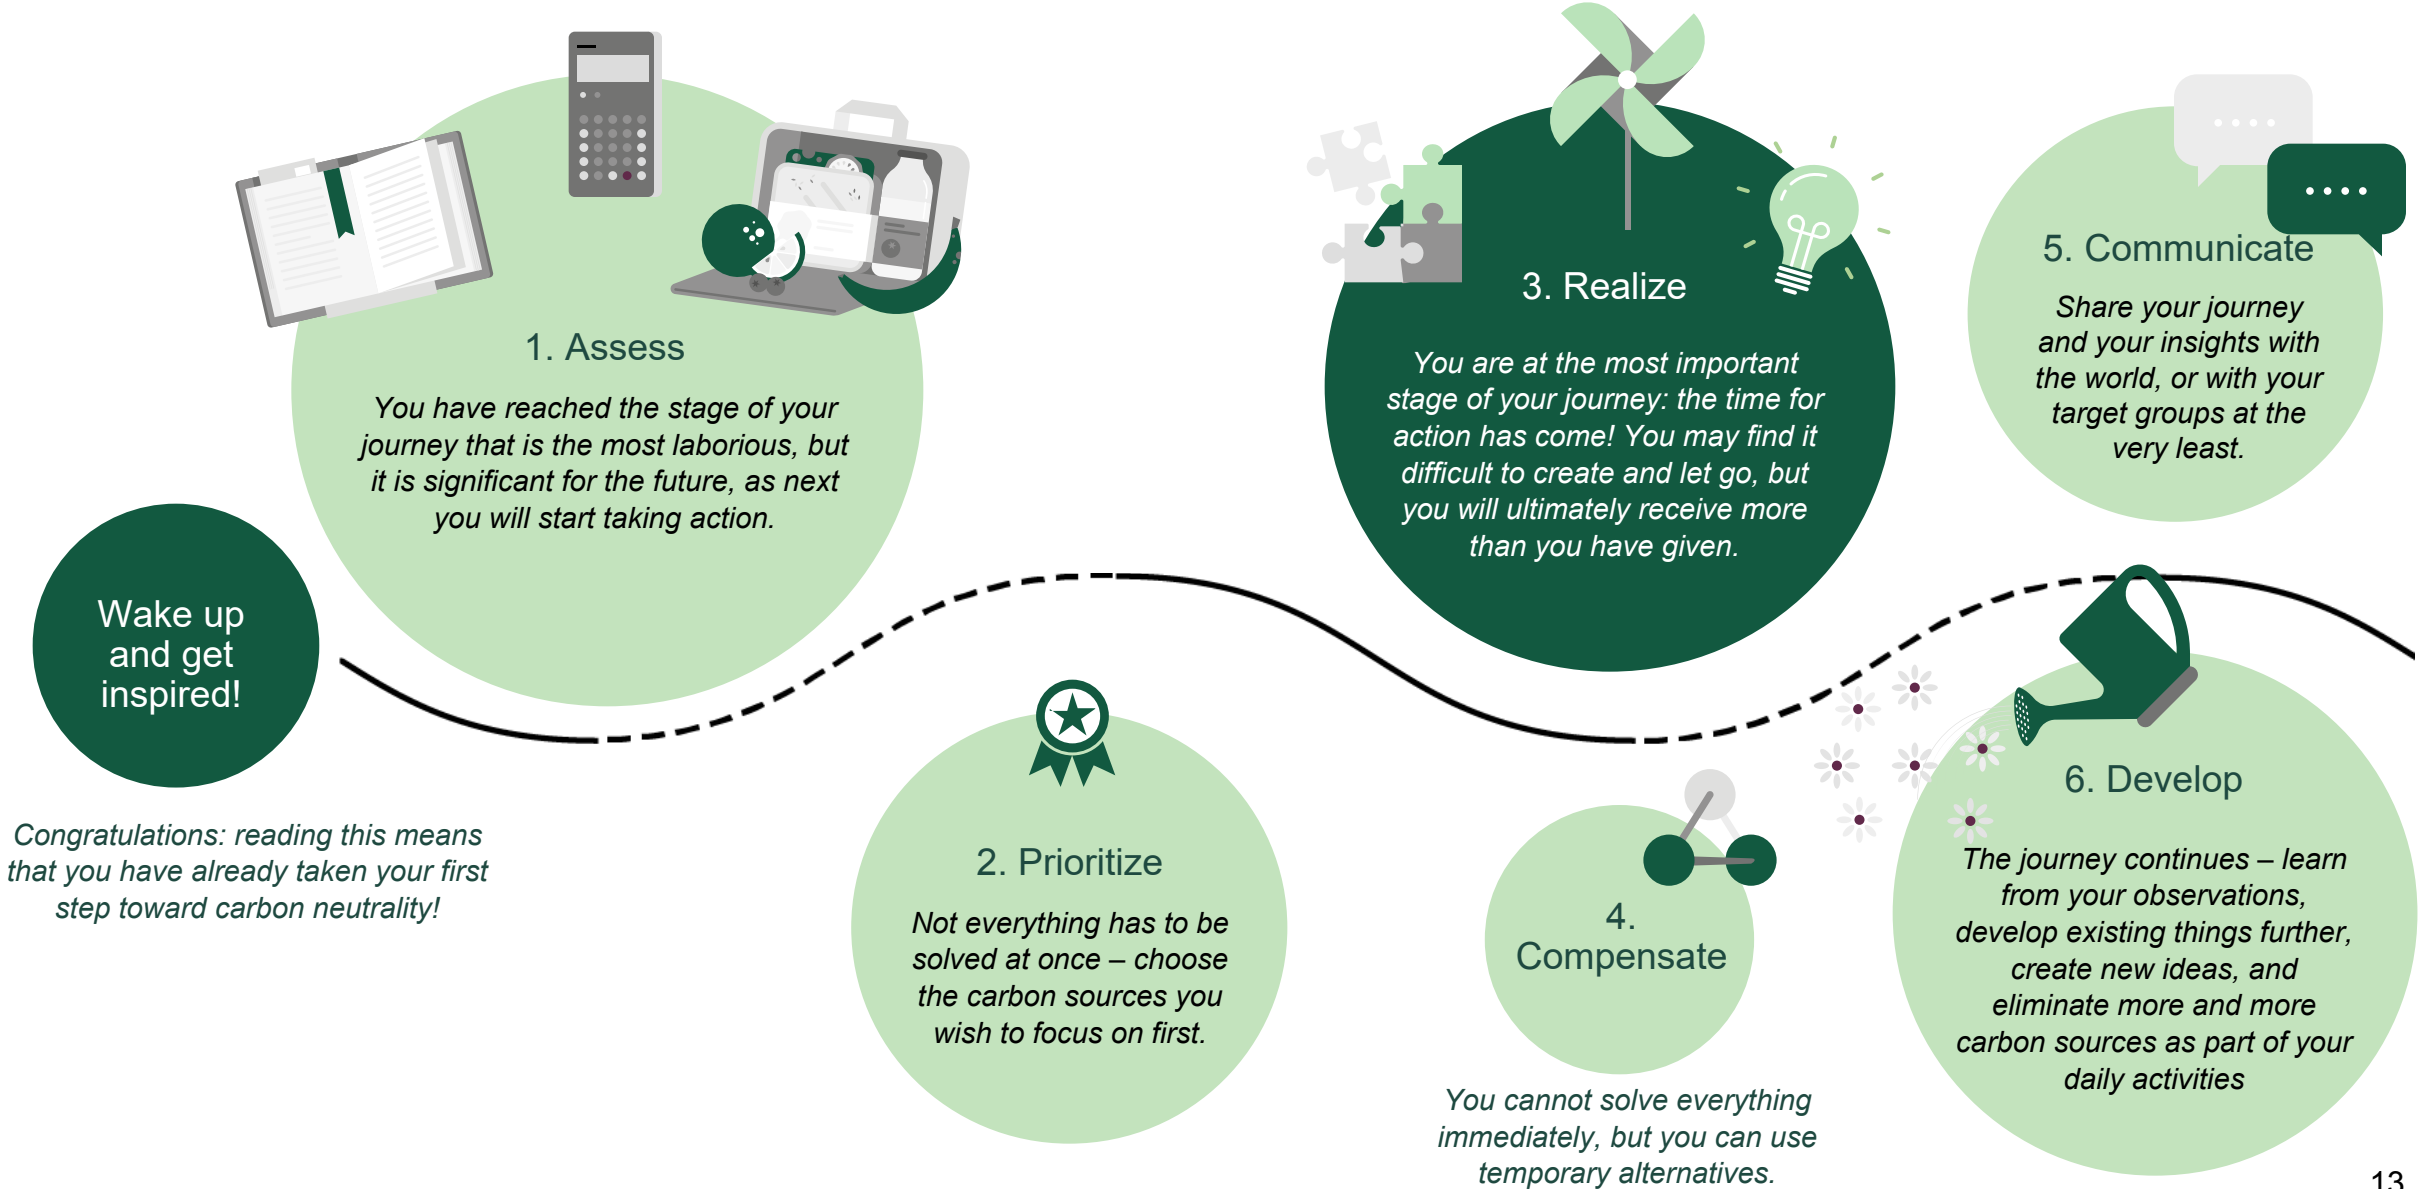 Wake up
and get
inspired!
Congratulations: reading this means
that you have already taken your first
step toward carbon neutrality!
1. Assess
You have reached the stage of your
journey that is the most laborious, but
it is significant for the future, as next
you will start taking action.
2. Prioritize
Not everything has to be
solved at once – choose
the carbon sources you
wish to focus on first.
3. Realize
You are at the most important
stage of your journey: the time for
action has come! You may find it
difficult to create and let go, but
you will ultimately receive more
than you have given.
4.
Compensate
You cannot solve everything
immediately, but you can use
temporary alternatives.
5. Communicate
Share your journey
and your insights with
the world, or with your
target groups at the
very least.
6. Develop
The journey continues – learn
from your observations,
develop existing things further,
create new ideas, and
eliminate more and more
carbon sources as part of your
daily activities
13